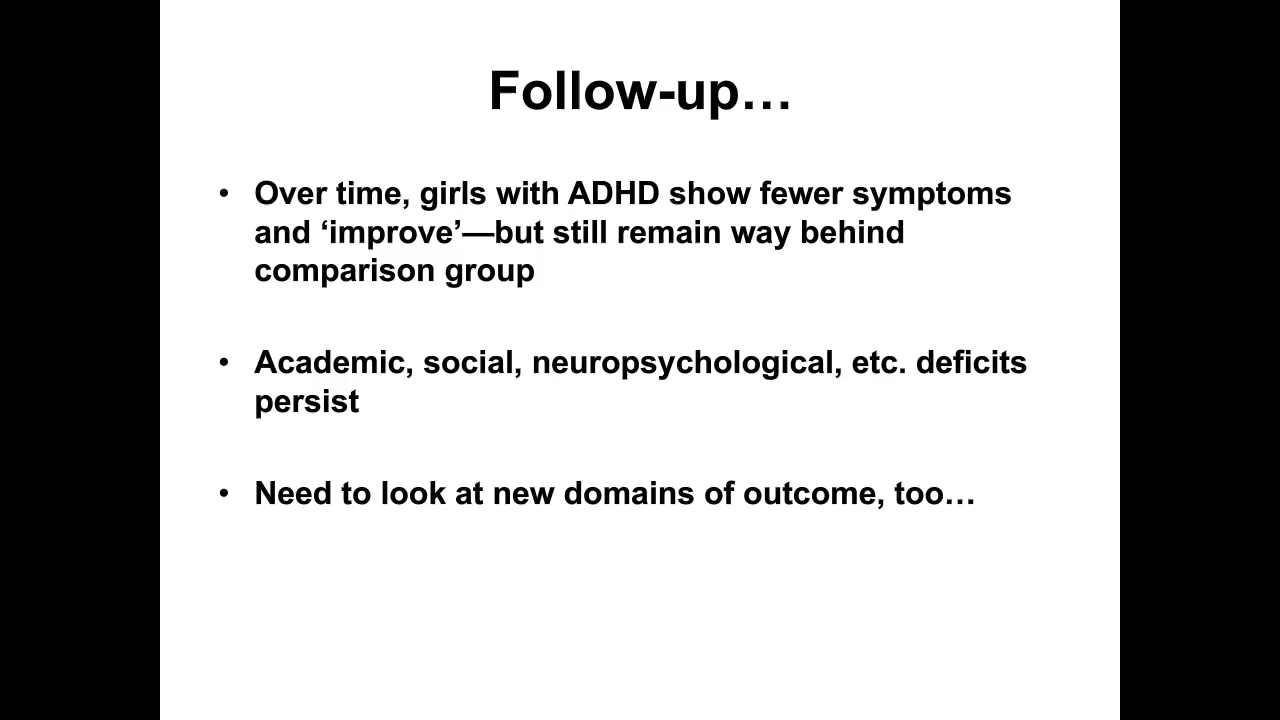 Follow-up…
• Over time, girls with ADHD show fewer symptoms
and ‘improve’—but still remain way behind
comparison group
• Academic, social, neuropsychological, etc. deficits
persist
• Need to look at new domains of outcome, too…